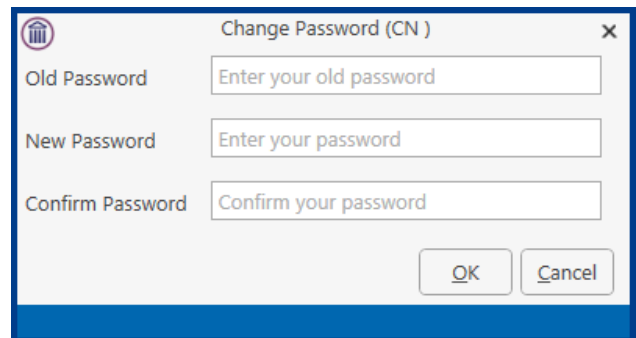 Change Password (CN )
Old Password Enter your old password
New Password Enter your password
Confirm Password Confirm your password
OK Cancel